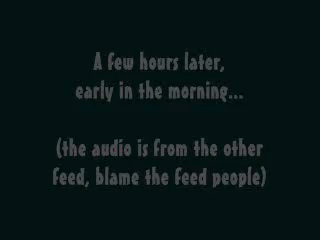 A few hours later,
early in the morning...
(the audio is from the other
feed, blame the feed people)